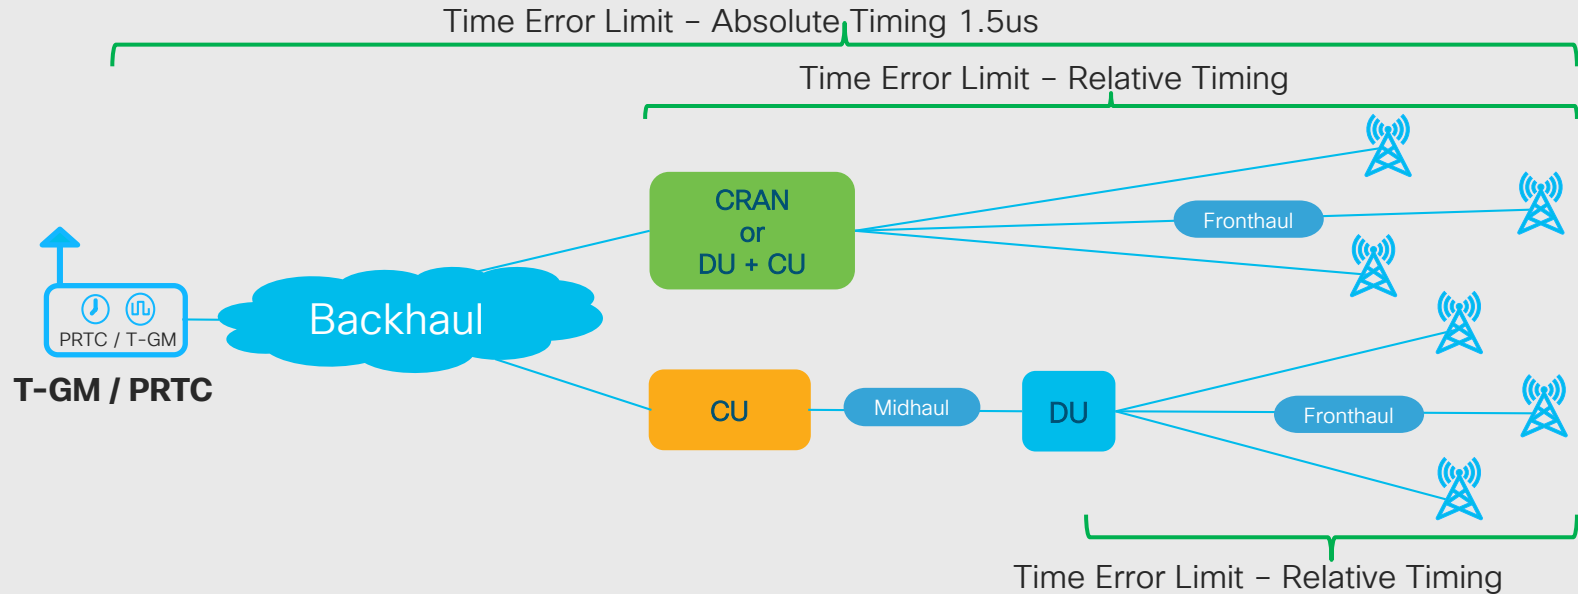 Time Error Limit – Absolute Timing 1.5us
Time Error Limit – Relative Timing
CRAN
or
DU + CU
Fronthaul
PRTC / T-GM
T-GM / PRTC
Backhaul
CU
Midhaul
DU
Fronthaul
Time Error Limit – Relative Timing